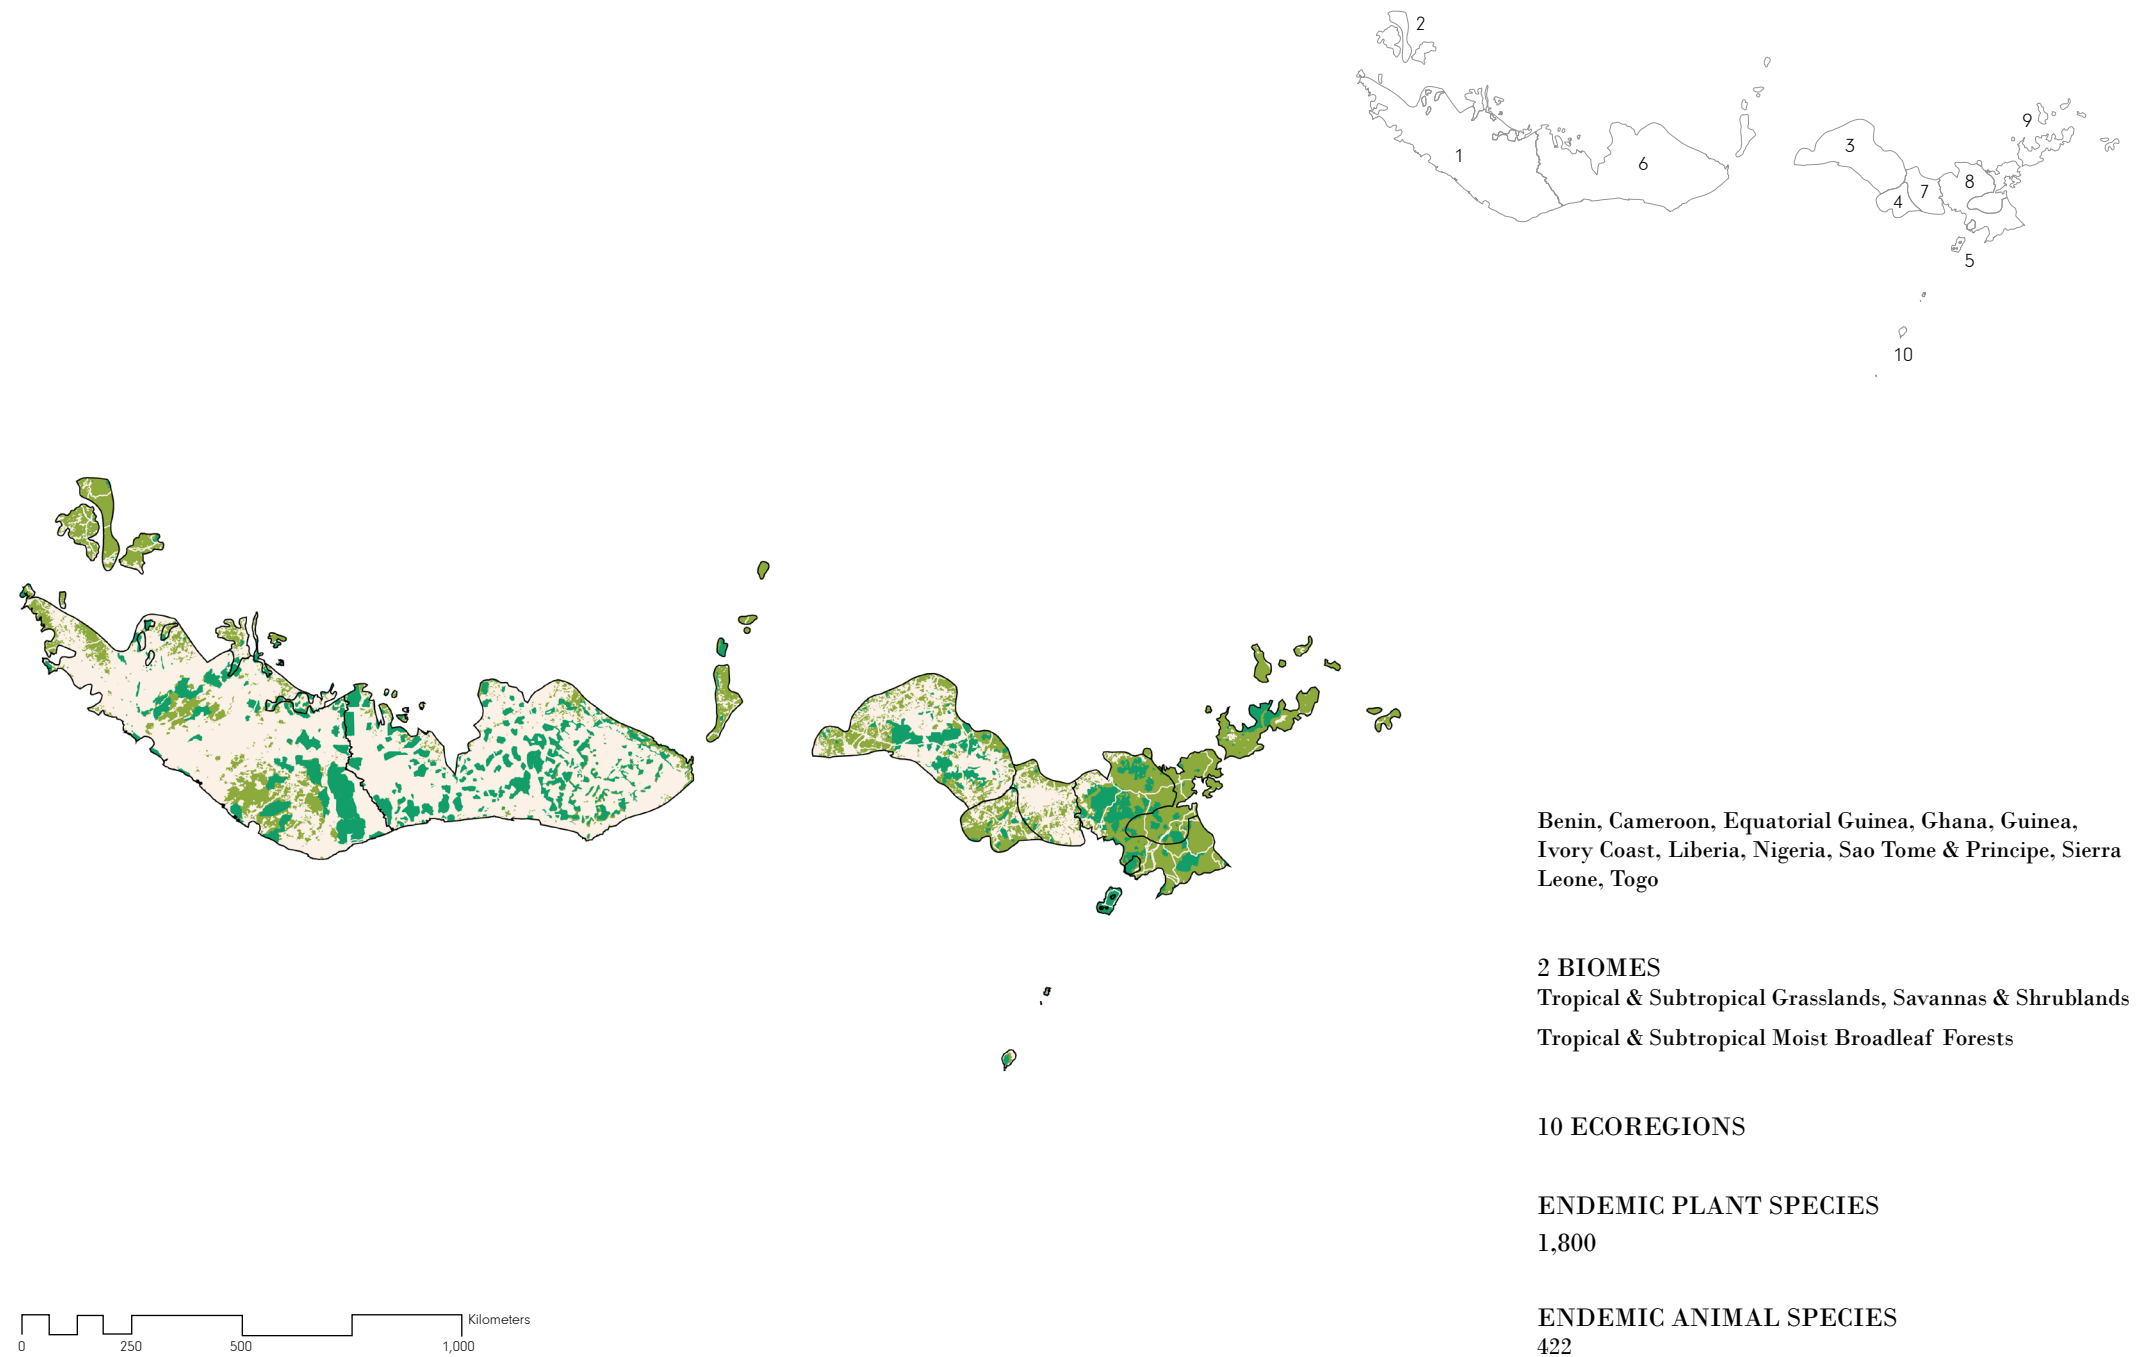 2
9
3
1
6
8
7
4
5
10
Benin, Cameroon, Equatorial Guinea, Ghana, Guinea,
Ivory Coast, Liberia, Nigeria, Sao Tome & Principe, Sierra
Leone, Togo
2 BIOMES
Tropical & Subtropical Grasslands, Savannas & Shrublands
Tropical & Subtropical Moist Broadleaf Forests
10 ECOREGIONS
ENDEMIC PLANT SPECIES
1,800
ENDEMIC ANIMAL SPECIES
422
Kilometers
0 250 500 1,000